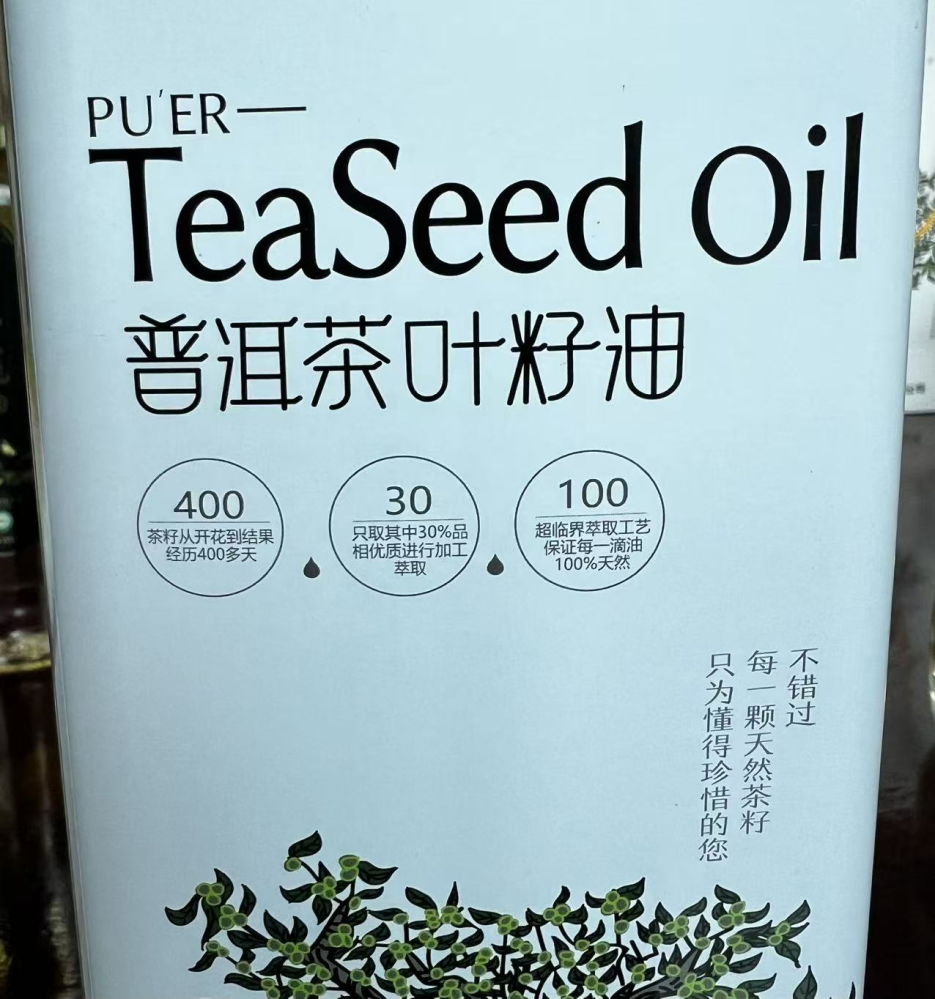 PU'ER—
TeaSeed Oil
普洱茶叶籽油
400
茶籽从开花到结果
经历400多天
30
只取其中30%品
相优质进行加工
萃取
100
超临界萃取工艺
保证每一滴油
100%天然
不错过
每一颗天然茶籽
只为懂得珍惜的您